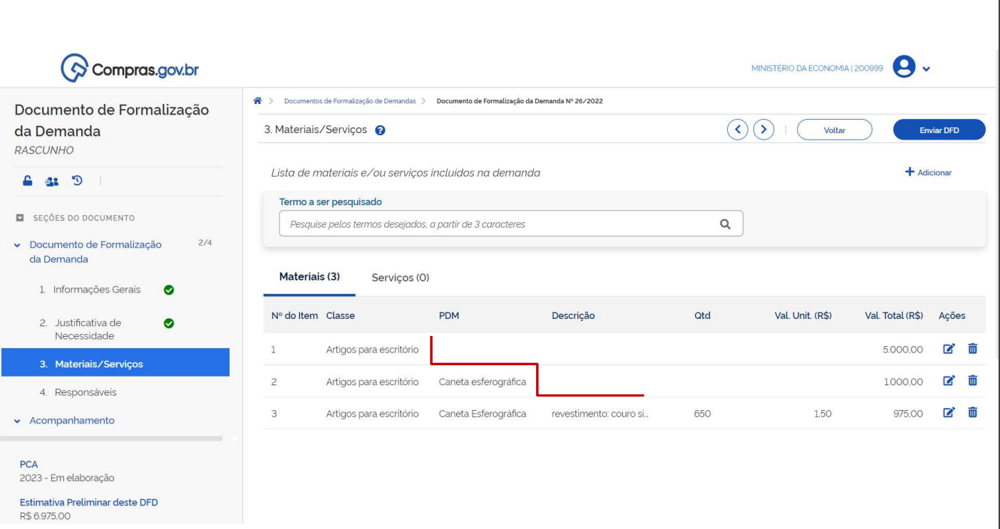 Compras.gov.br
MINISTÉRIO DA ECONOMIA | 200999
Documento de Formalização
da Demanda
RASCUNHO
SEÇÕES DO DOCUMENTO
Documento de Formalização
da Demanda
2/4
1. Informações Gerais
2. Justificativa de
Necessidade
3. Materiais/Serviços
4. Responsáveis
Acompanhamento
PCA
2023 - Em elaboração
Estimativa Preliminar deste DFD
R$ 6.975,00
Documentos de Formalização de Demandas > Documento de Formalização da Demanda Nº 26/2022
3. Materiais/Serviços
Voltar
Enviar DFD
Lista de materiais e/ou serviços incluídos na demanda
Adicionar
Termo a ser pesquisado
Pesquise pelos termos desejados, a partir de 3 caracteres
Materiais (3) Serviços (0)
Nº do Item Classe PDM Descrição Qtd Val. Unit. (R$) Val. Total (R$) Ações
1 Artigos para escritório 5.000,00
2 Artigos para escritório Caneta esferográfica 1.000,00
3 Artigos para escritório Caneta Esferográfica revestimento: couro si... 650 1,50 975,00